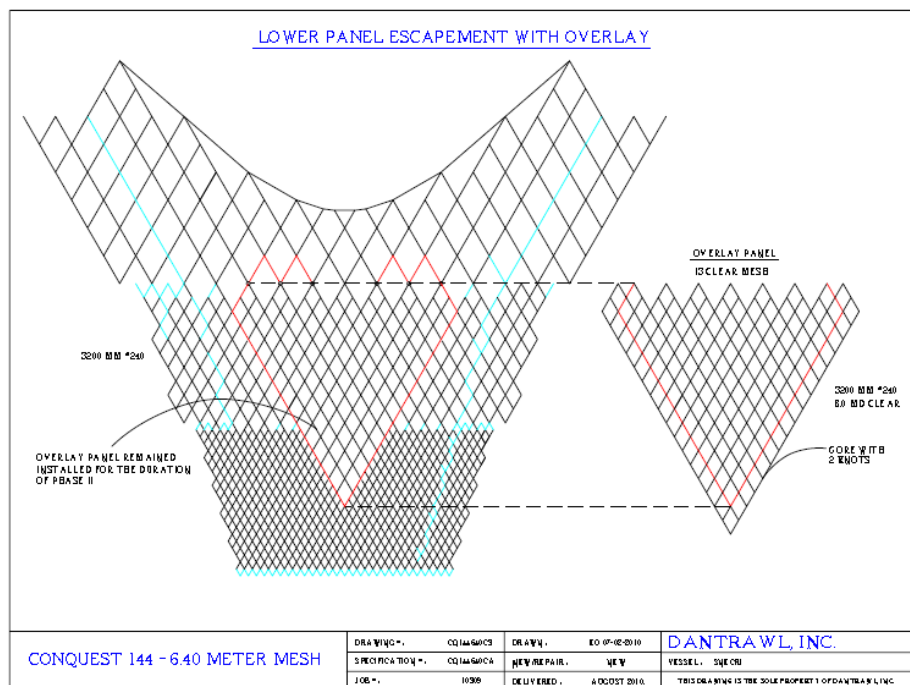 LOWER PANEL ESCAPEMENT WITH OVERLAY
OVERLAY PANEL
13 CLEAR MESH
3200 MM *240
3200 MM *240
8.0 MD CLEAR
GORE WITH
2 KNOTS
OVERLAY PANEL REMAINED
INSTALLED FOR THE DURATION
OF PHASE II
CONQUEST 144 - 6.40 METER MESH
DRAWING #:
DRAWN:
07-02-2010
DANTRAWL, INC.
SPECIFICATION #:
NEW/REPAIR:
NEW
VESSEL:
JOB #:
10309
DELIVERED:
AUGUST 2010
THIS DRAWING IS THE SOLE PROPERTY OF DANTRAWL, INC